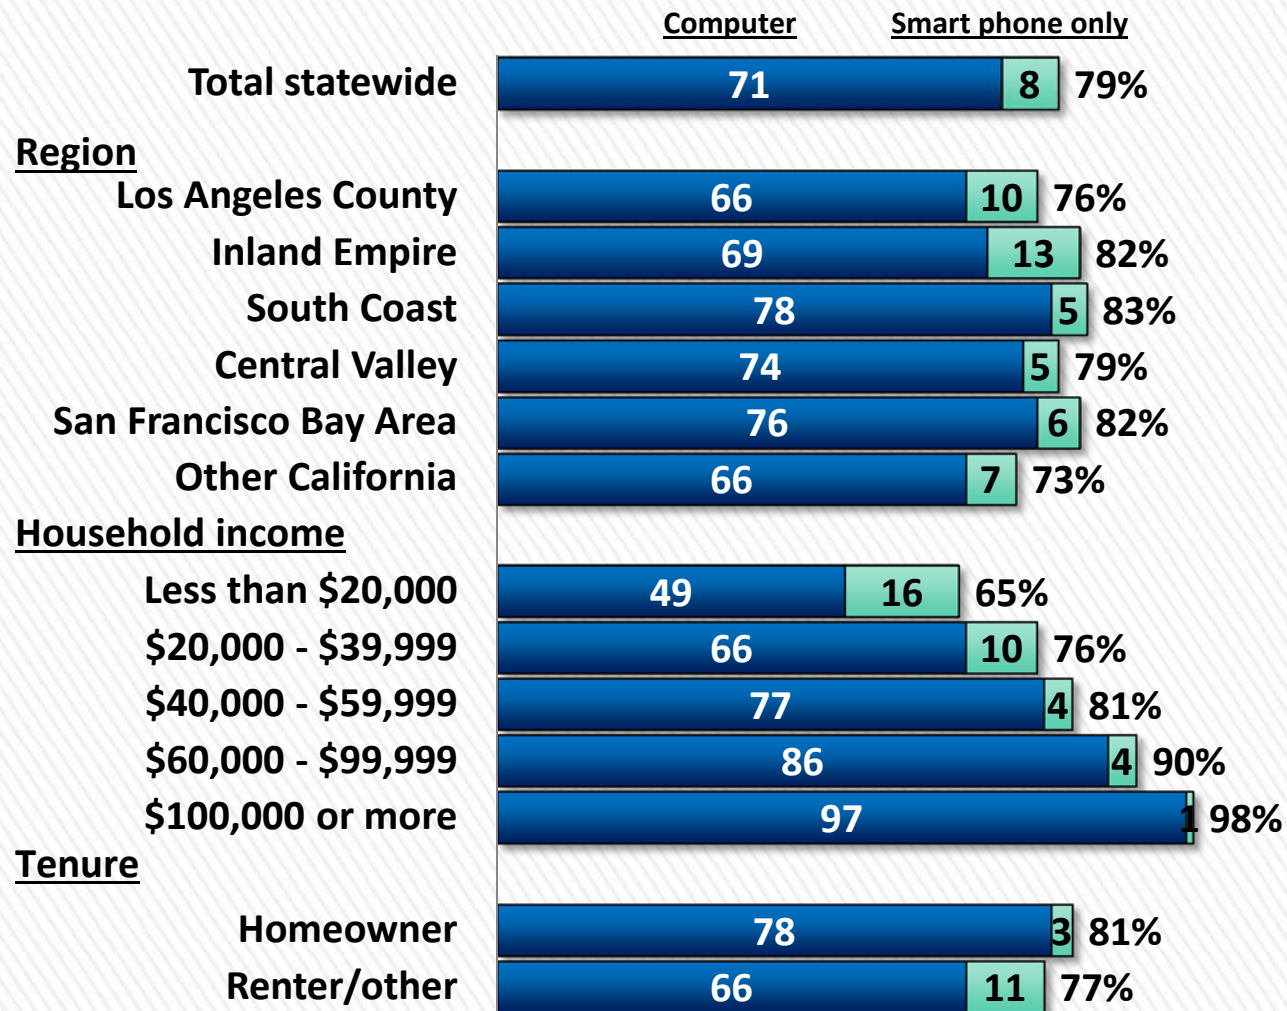 Computer Smart phone only
Total statewide 71 8 79%
Region
Los Angeles County 66 10 76%
Inland Empire 69 13 82%
South Coast 78 5 83%
Central Valley 74 5 79%
San Francisco Bay Area 76 6 82%
Other California 66 7 73%
Household income
Less than $20,000 49 16 65%
$20,000 - $39,999 66 10 76%
$40,000 - $59,999 77 4 81%
$60,000 - $99,999 86 4 90%
$100,000 or more 97 1 98%
Tenure
Homeowner 78 3 81%
Renter/other 66 11 77%